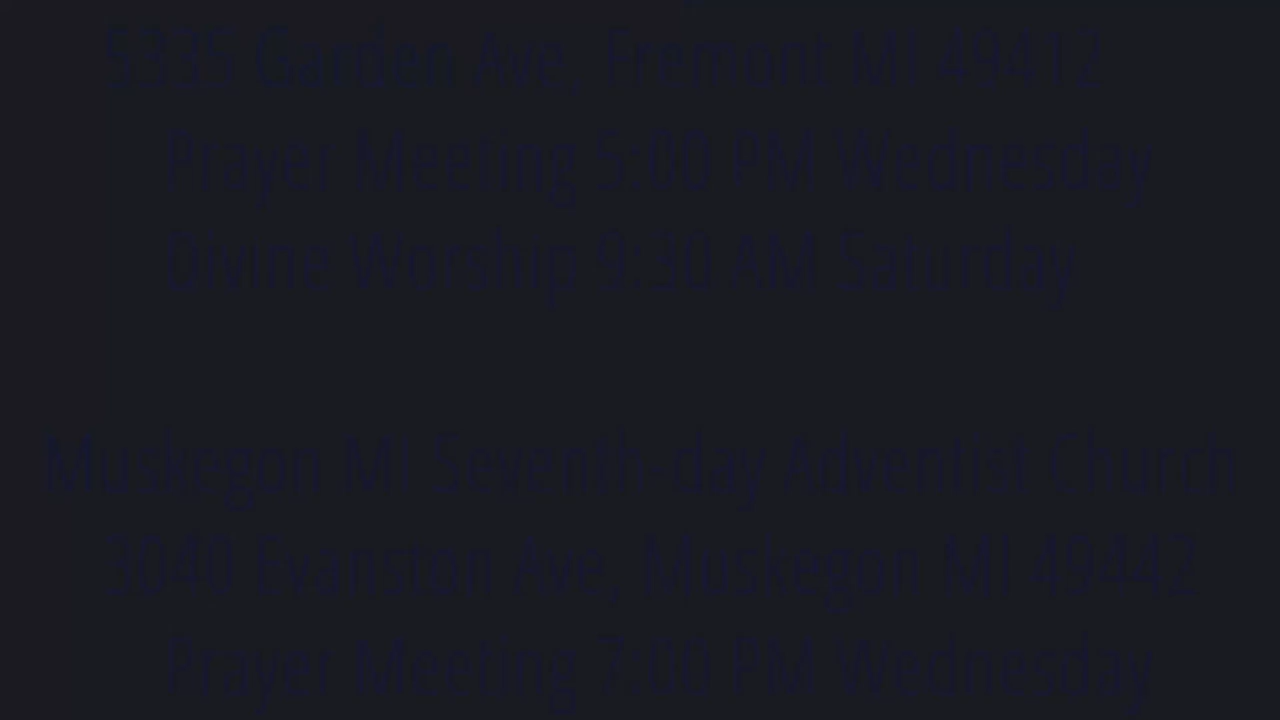 5335 Garden Ave, Fremont MI 49412
Prayer Meeting 5:00 PM Wednesday
Divine Worship 9:30 AM Saturday
Muskegon MI Seventh-day Adventist Church
3040 Evanston Ave, Muskegon MI 49442
Prayer Meeting 7:00 PM Wednesday